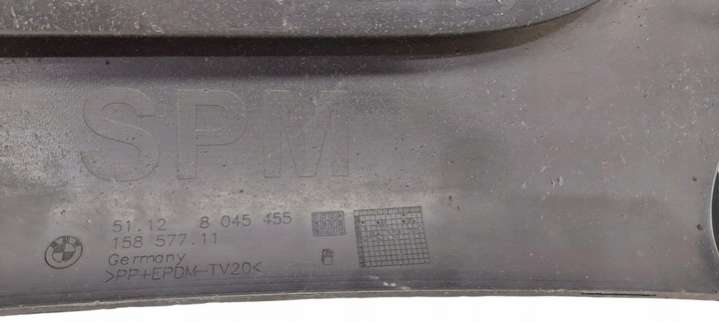 SPM
51.12 8 045 455
158 577.11
Germany
>PP+EPDM-TV20<